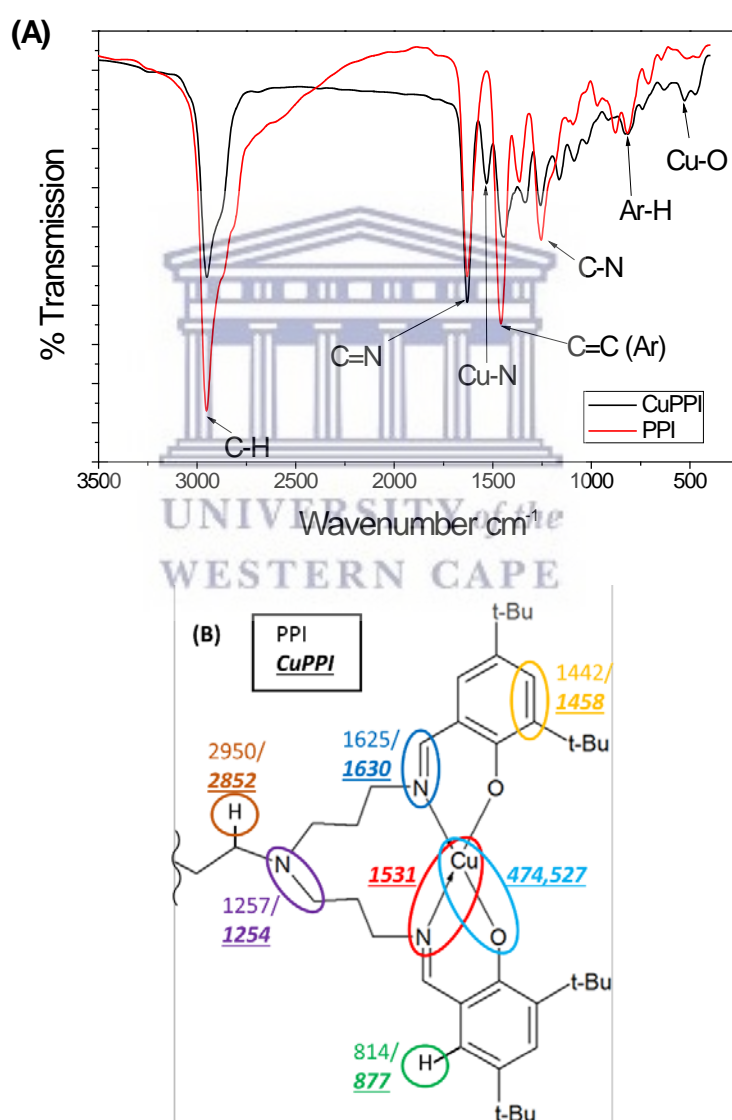 (A)
% Transmission
Cu-O
Ar-H
C-N
C=N
Cu-N
C=C (Ar)
C-H
CuPPI
PPI
3500 3000 2500 2000 1500 1000 500
Wavenumber cm-1
UNIVERSITY of the
WESTERN CAPE
(B)
PPI
CuPPI
t-Bu
1442/
1458
t-Bu
1625/
1630
2950/
2852
H
N
O
Cu
N
1531
474,527
1257/
1254
N
O
t-Bu
814/
877
H
t-Bu